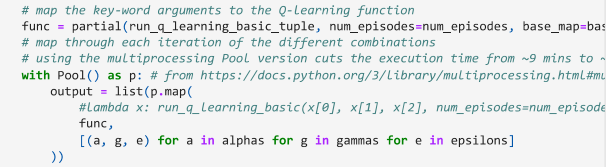 # map the key-word arguments to the Q-learning function
func = partial(run_q_learning_basic_tuple, num_episodes=num_episodes, base_map=bas
# map through each iteration of the different combinations
# using the multiprocessing Pool version cuts the execution time from ~9 mins to ~
with Pool() as p: # from https://docs.python.org/3/library/multiprocessing.html#mu
output = list(p.map(
#lambda x: run_q_learning_basic(x[0], x[1], x[2], num_episodes=num_episode
func,
[(a, g, e) for a in alphas for g in gammas for e in epsilons]
))